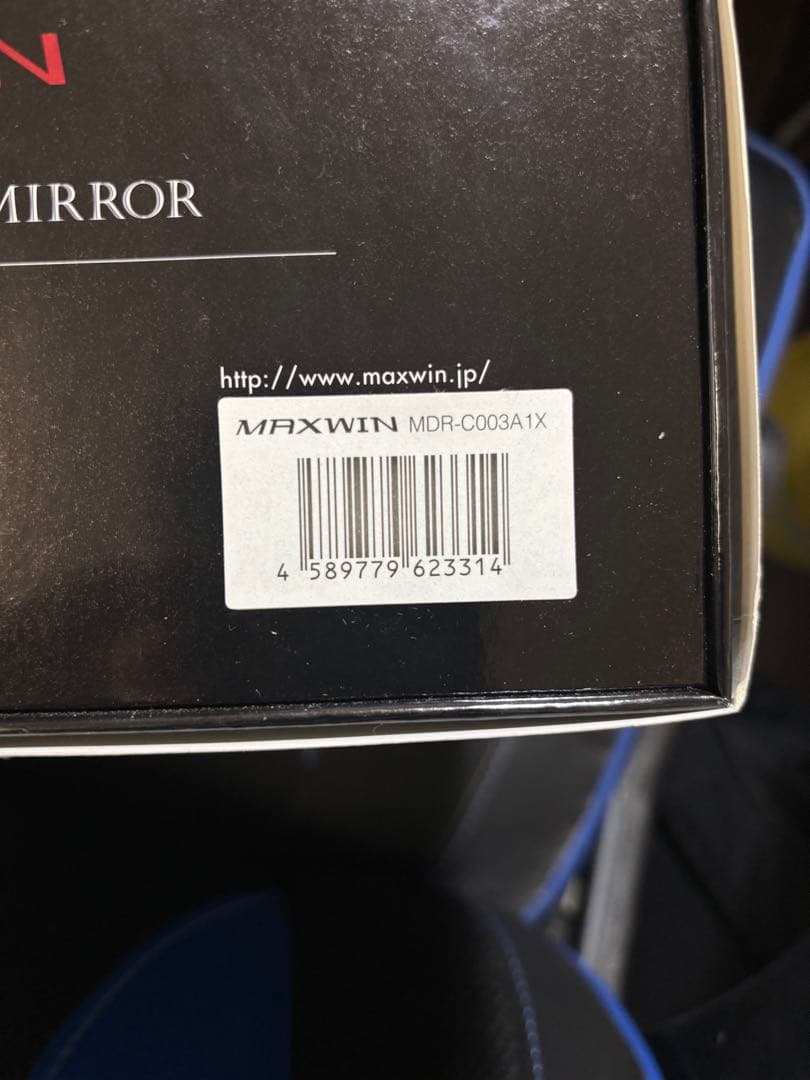 MIRROR
http://www.maxwin.jp/
MAXWIN MDR-C003A1X
4 589779 623314